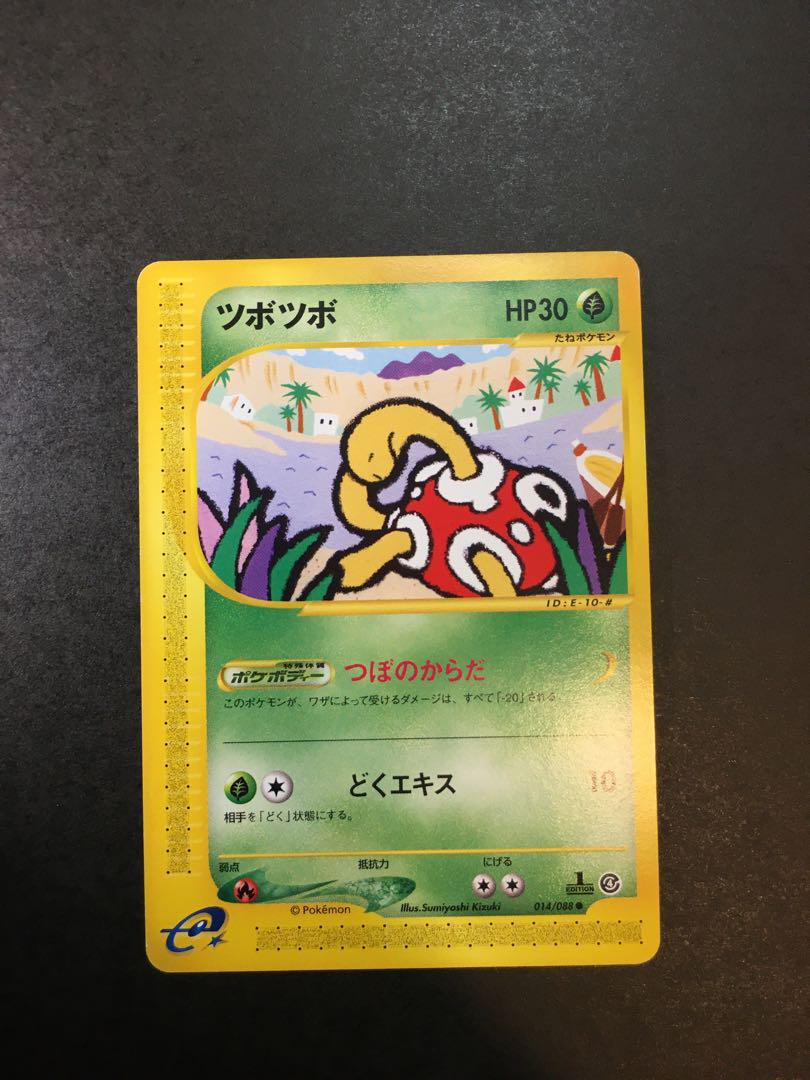 ツボツボ HP30
たねポケモン
ID:E-10-#
特殊体質
ポケボディー つぼのからだ
このポケモンが、ワザによって受けるダメージは、すべて「-20」される。
どくエキス 10
相手を「どく」状態にする。
弱点 抵抗力 にげる
1
EDITION
© Pokémon Illus.Sumiyoshi Kizuki 014/088 ●
e